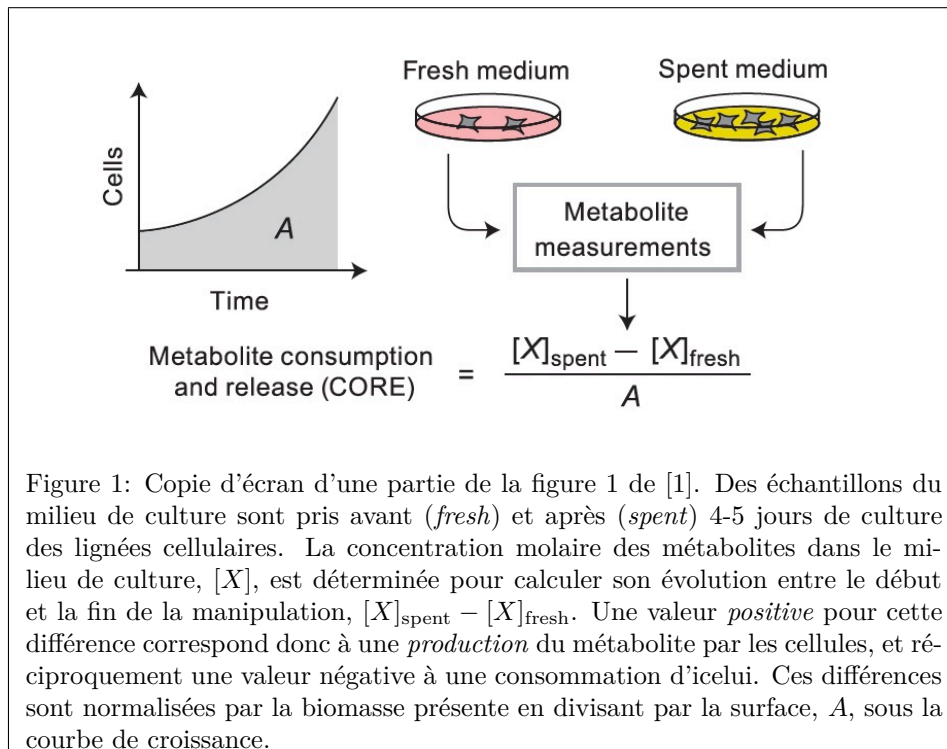 Fresh medium
Spent medium
Cells
A
Time
Metabolite
measurements
Metabolite consumption
and release (CORE)
=
[X]spent − [X]fresh
A
Figure 1: Copie d'écran d'une partie de la figure 1 de [1]. Des échantillons du
milieu de culture sont pris avant (fresh) et après (spent) 4-5 jours de culture
des lignées cellulaires. La concentration molaire des métabolites dans le mi-
lieu de culture, [X], est déterminée pour calculer son évolution entre le début
et la fin de la manipulation, [X]spent − [X]fresh. Une valeur positive pour cette
différence correspond donc à une production du métabolite par les cellules, et ré-
ciproquement une valeur négative à une consommation d'icelui. Ces différences
sont normalisées par la biomasse présente en divisant par la surface, A, sous la
courbe de croissance.